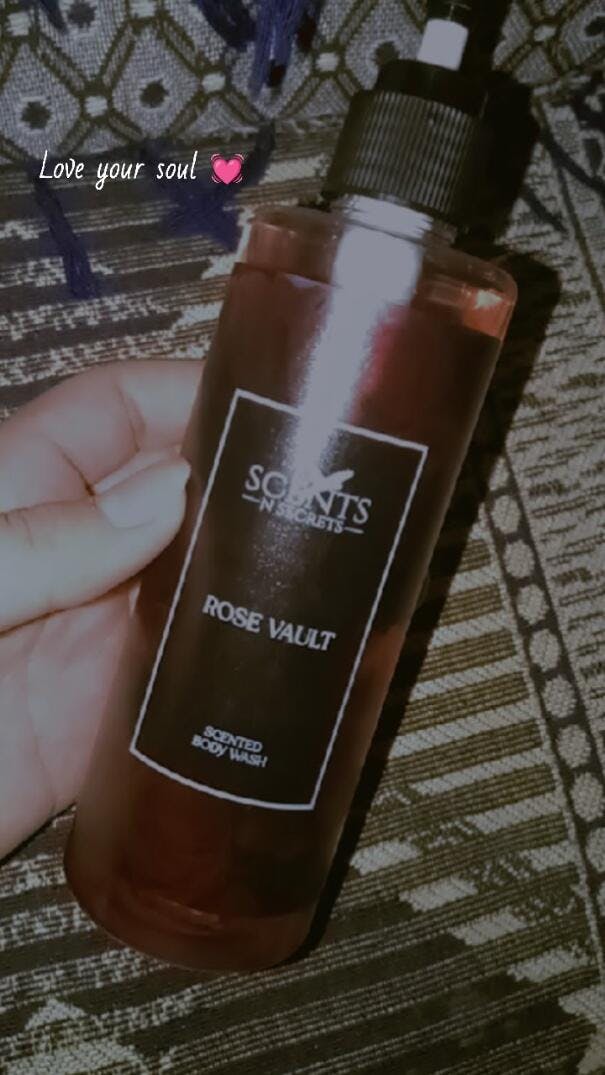 Love your soul 💓
SCENTS
N SECRETS
ROSE VAULT
SCENTED
BODY WASH